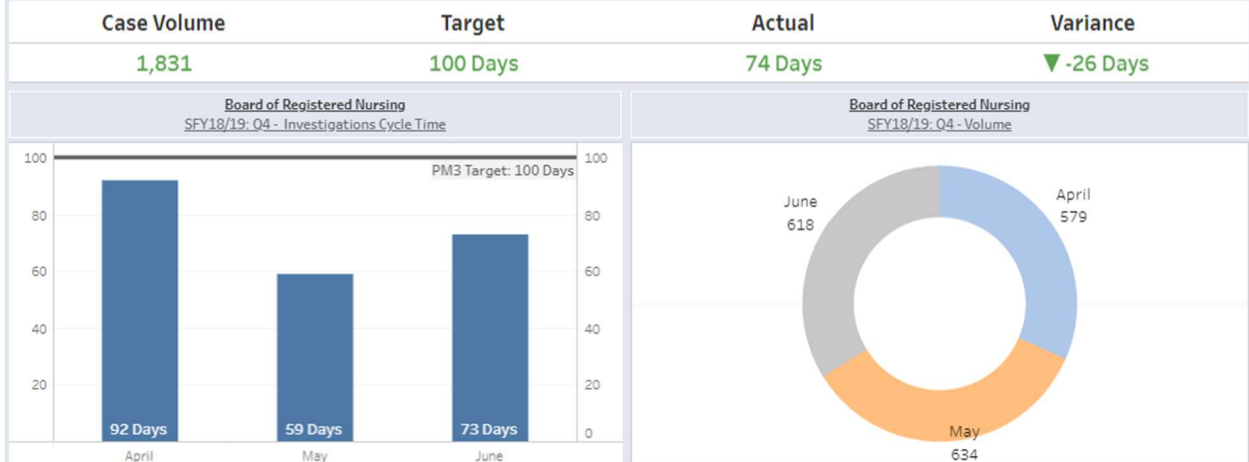 Case Volume Target Actual Variance
1,831 100 Days 74 Days ▼ -26 Days
Board of Registered Nursing
SFY18/19: Q4 - Investigations Cycle Time
100 100
PM3 Target: 100 Days
80 80
60 60
40 40
20 20
0
92 Days 59 Days 73 Days
April May June
Board of Registered Nursing
SFY18/19: Q4 - Volume
June
618
April
579
May
634